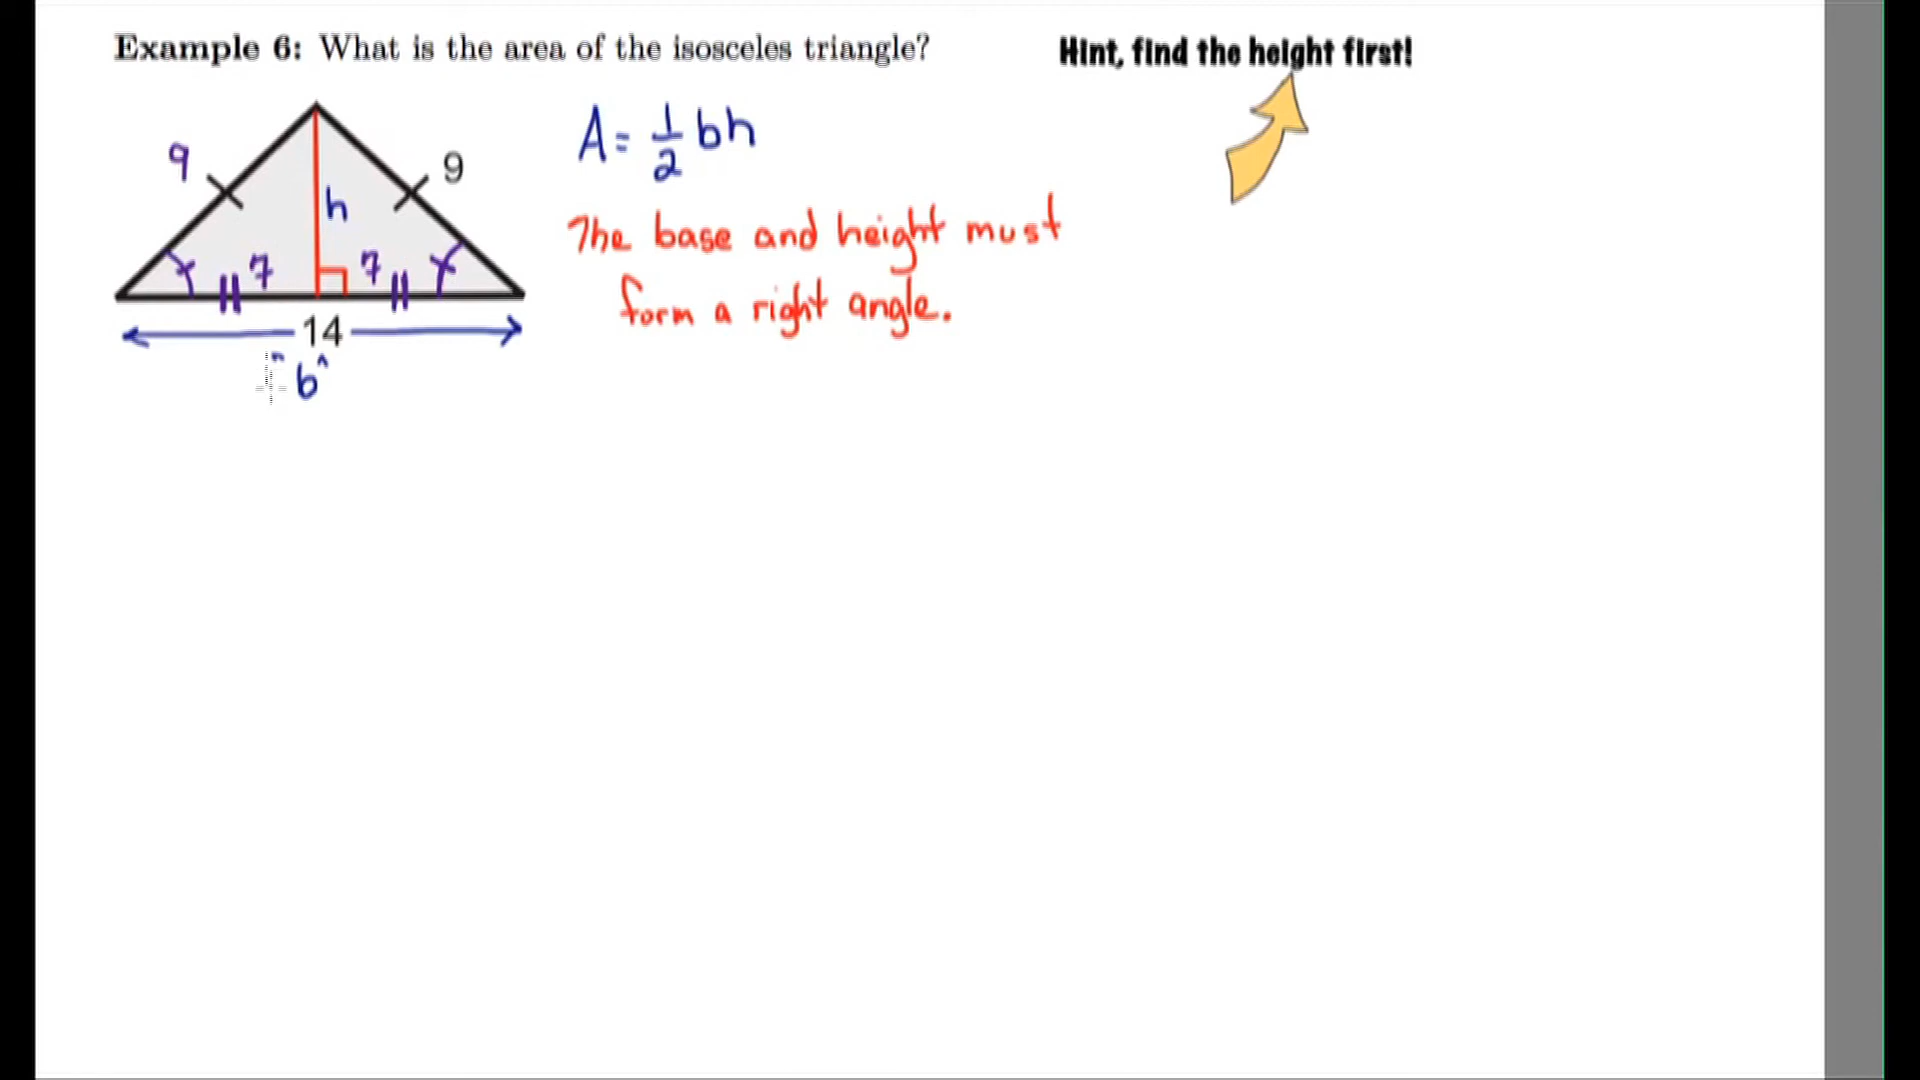 Example 6: What is the area of the isosceles triangle?
Hint, find the height first!
A = 1/2 bh
9
9
h
The base and height must
7
7
form a right angle.
14
"b"